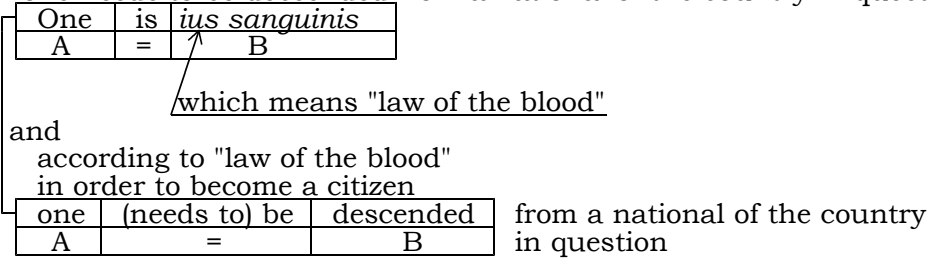 One is ius sanguinis
A = B
which means "law of the blood"
and
according to "law of the blood"
in order to become a citizen
one (needs to) be descended from a national of the country
A = B in question